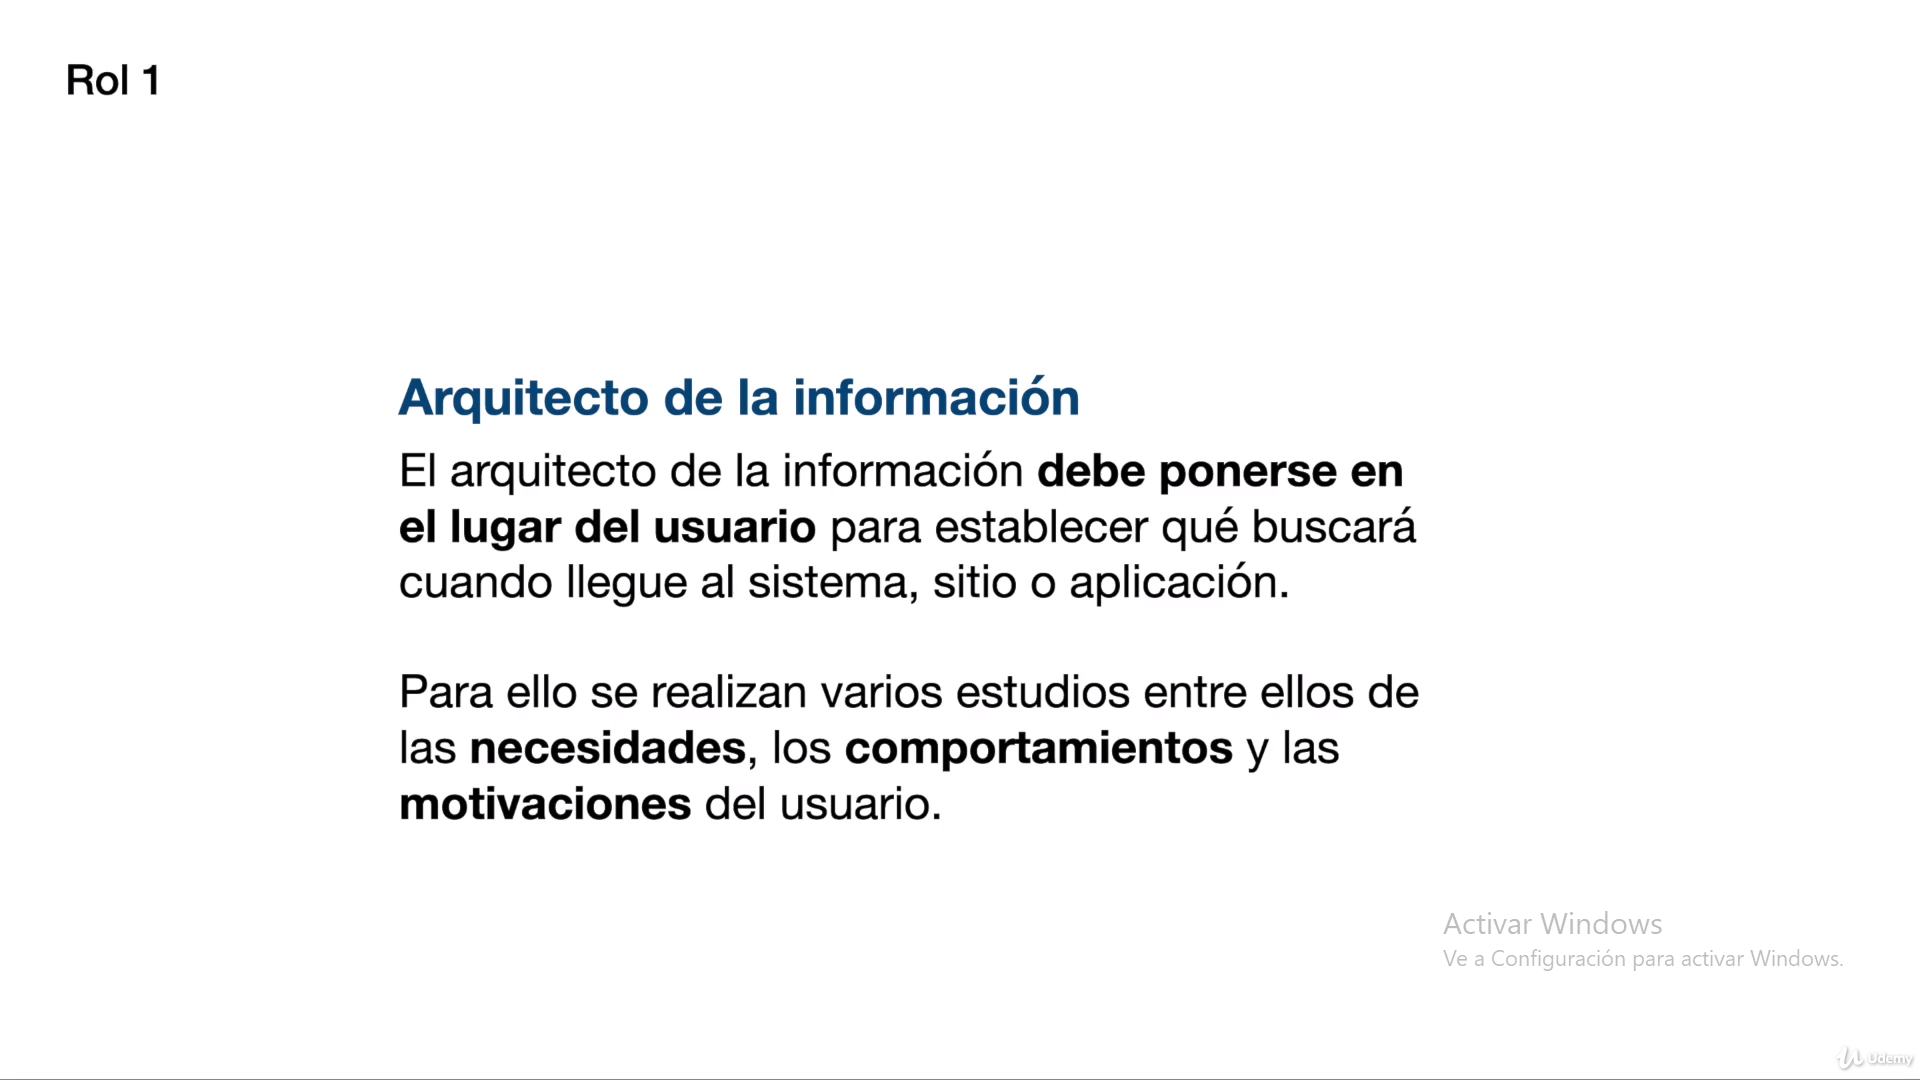 Rol 1
Arquitecto de la información
El arquitecto de la información debe ponerse en
el lugar del usuario para establecer qué buscará
cuando llegue al sistema, sitio o aplicación.
Para ello se realizan varios estudios entre ellos de
las necesidades, los comportamientos y las
motivaciones del usuario.
Activar Windows
Ve a Configuración para activar Windows.
Udemy